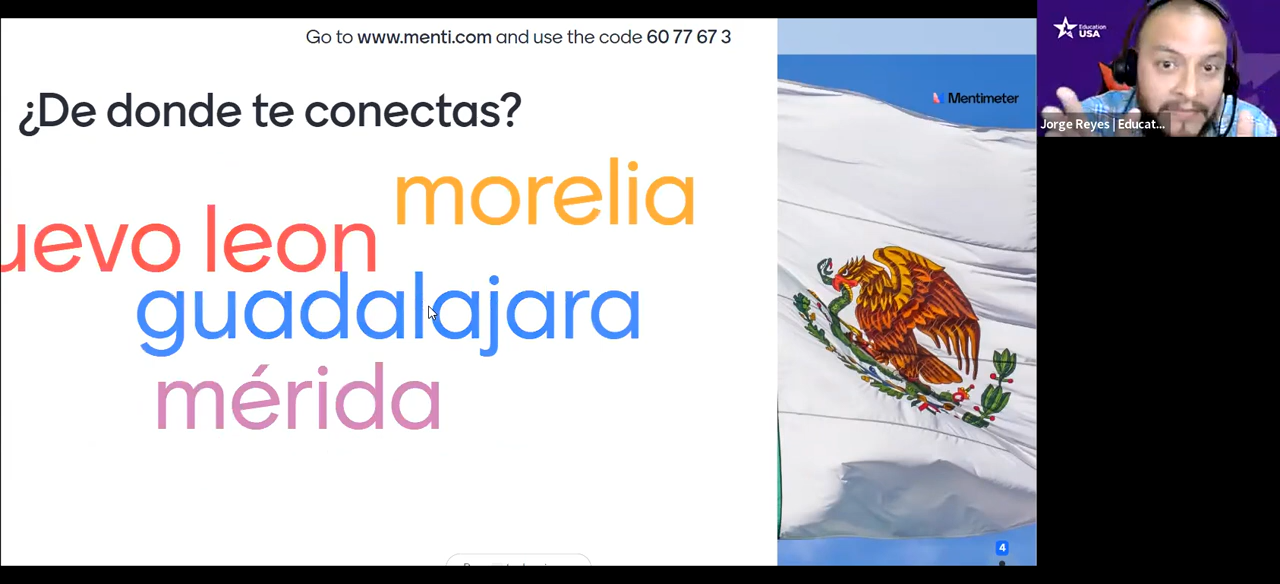 Go to www.menti.com and use the code 60 77 67 3
Education
USA
Mentimeter
Jorge Reyes | Educat...
¿De donde te conectas?
morelia
uevo leon
guadalajara
mérida
4